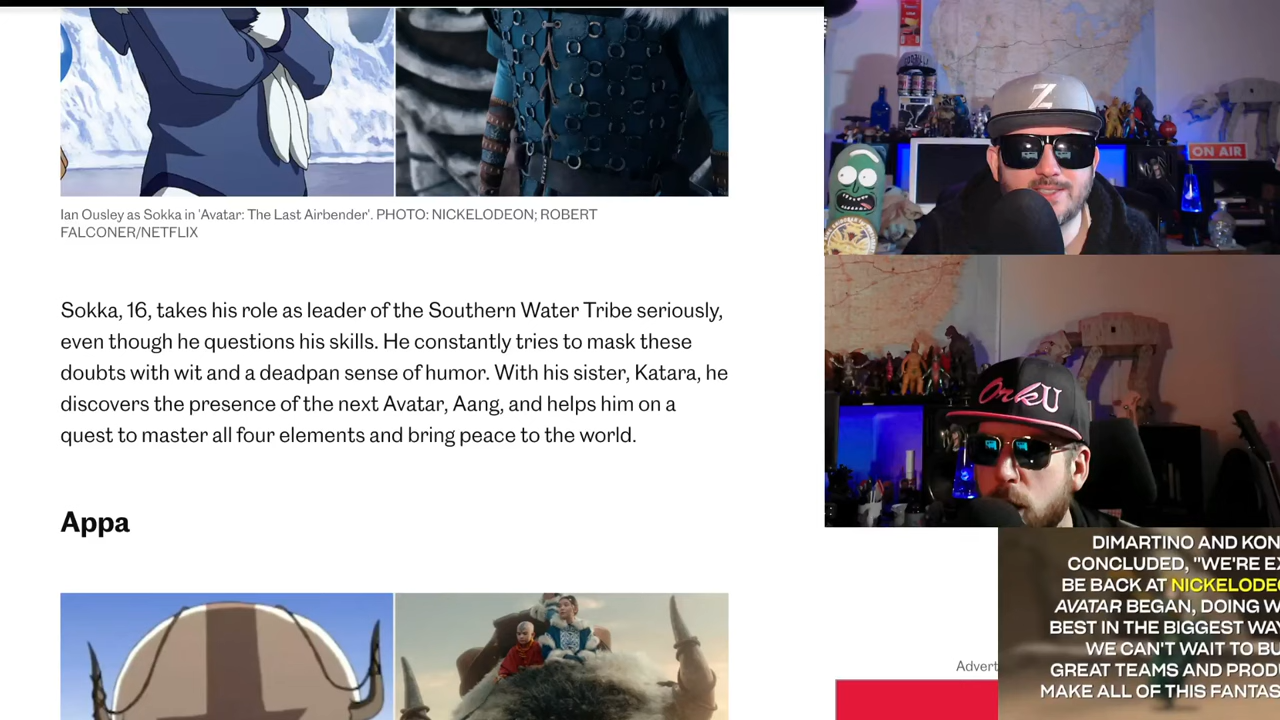 Ian Ousley as Sokka in 'Avatar: The Last Airbender'. PHOTO: NICKELODEON; ROBERT
FALCONER/NETFLIX
Sokka, 16, takes his role as leader of the Southern Water Tribe seriously,
even though he questions his skills. He constantly tries to mask these
doubts with wit and a deadpan sense of humor. With his sister, Katara, he
discovers the presence of the next Avatar, Aang, and helps him on a
quest to master all four elements and bring peace to the world.
Appa
Z
ON AIR
OrkU
DIMARTINO AND KON
CONCLUDED, "WE'RE E
BE BACK AT NICKELODE
AVATAR BEGAN, DOING W
BEST IN THE BIGGEST WAY
WE CAN'T WAIT TO BU
GREAT TEAMS AND PRODU
MAKE ALL OF THIS FANTAS
Advert